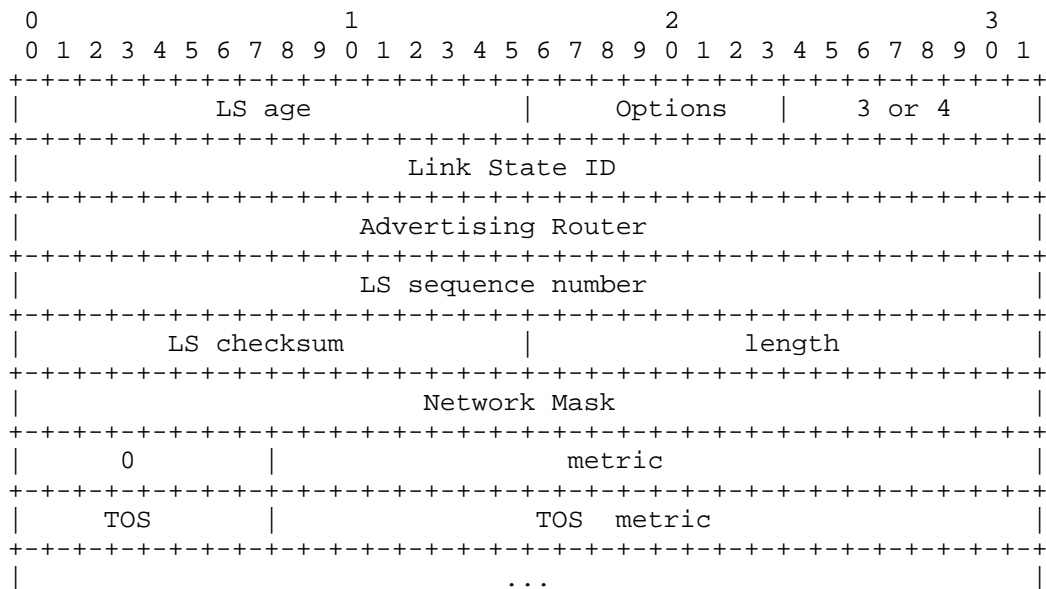 0                   1                   2                   3
 0 1 2 3 4 5 6 7 8 9 0 1 2 3 4 5 6 7 8 9 0 1 2 3 4 5 6 7 8 9 0 1
+-+-+-+-+-+-+-+-+-+-+-+-+-+-+-+-+-+-+-+-+-+-+-+-+-+-+-+-+-+-+-+-+
|            LS age             |     Options   |    3 or 4     |
+-+-+-+-+-+-+-+-+-+-+-+-+-+-+-+-+-+-+-+-+-+-+-+-+-+-+-+-+-+-+-+-+
|                        Link State ID                          |
+-+-+-+-+-+-+-+-+-+-+-+-+-+-+-+-+-+-+-+-+-+-+-+-+-+-+-+-+-+-+-+-+
|                     Advertising Router                        |
+-+-+-+-+-+-+-+-+-+-+-+-+-+-+-+-+-+-+-+-+-+-+-+-+-+-+-+-+-+-+-+-+
|                     LS sequence number                        |
+-+-+-+-+-+-+-+-+-+-+-+-+-+-+-+-+-+-+-+-+-+-+-+-+-+-+-+-+-+-+-+-+
|         LS checksum           |             length            |
+-+-+-+-+-+-+-+-+-+-+-+-+-+-+-+-+-+-+-+-+-+-+-+-+-+-+-+-+-+-+-+-+
|                         Network Mask                          |
+-+-+-+-+-+-+-+-+-+-+-+-+-+-+-+-+-+-+-+-+-+-+-+-+-+-+-+-+-+-+-+-+
|      0        |                  metric                       |
+-+-+-+-+-+-+-+-+-+-+-+-+-+-+-+-+-+-+-+-+-+-+-+-+-+-+-+-+-+-+-+-+
|     TOS       |                TOS  metric                    |
+-+-+-+-+-+-+-+-+-+-+-+-+-+-+-+-+-+-+-+-+-+-+-+-+-+-+-+-+-+-+-+-+
|                              ...                              |